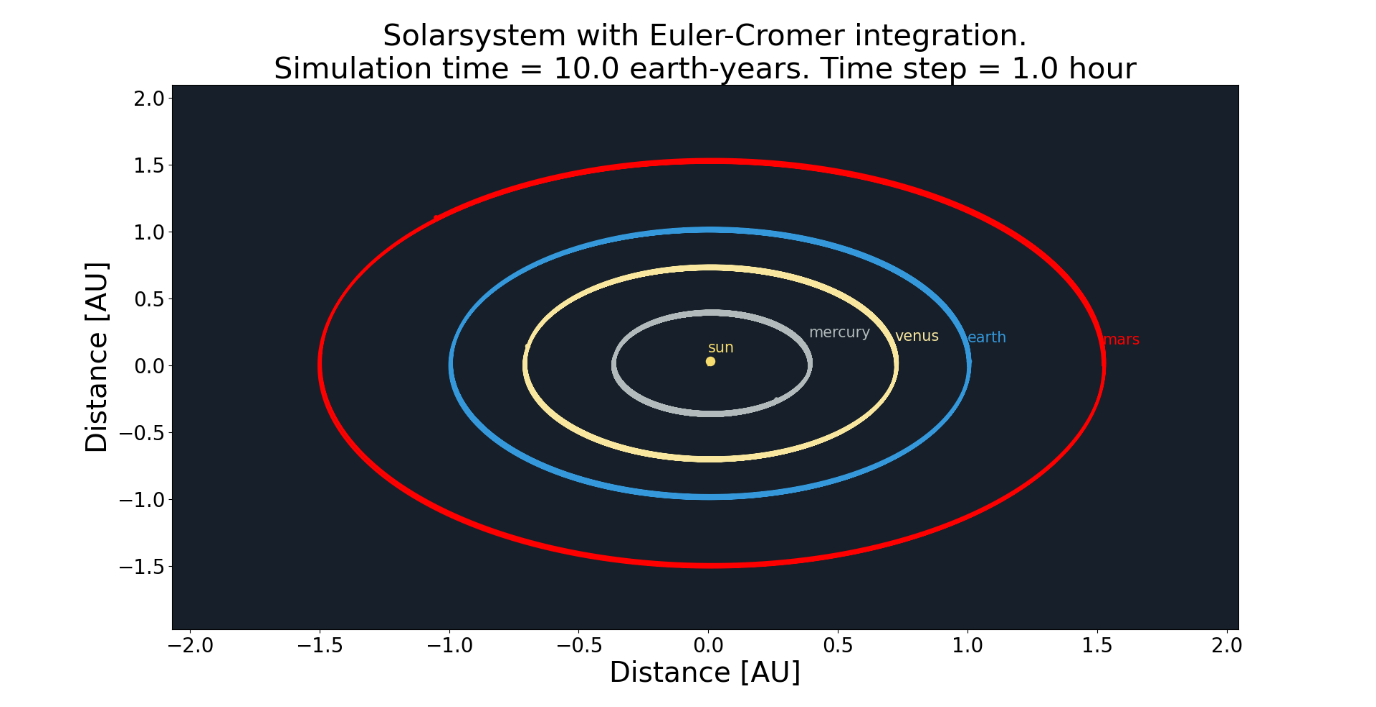 Solarsystem with Euler-Cromer integration.
Simulation time = 10.0 earth-years. Time step = 1.0 hour
2.0
1.5
1.0
0.5
0.0
−0.5
−1.0
−1.5
Distance [AU]
sun
mercury
venus
earth
mars
−2.0 −1.5 −1.0 −0.5 0.0 0.5 1.0 1.5 2.0
Distance [AU]